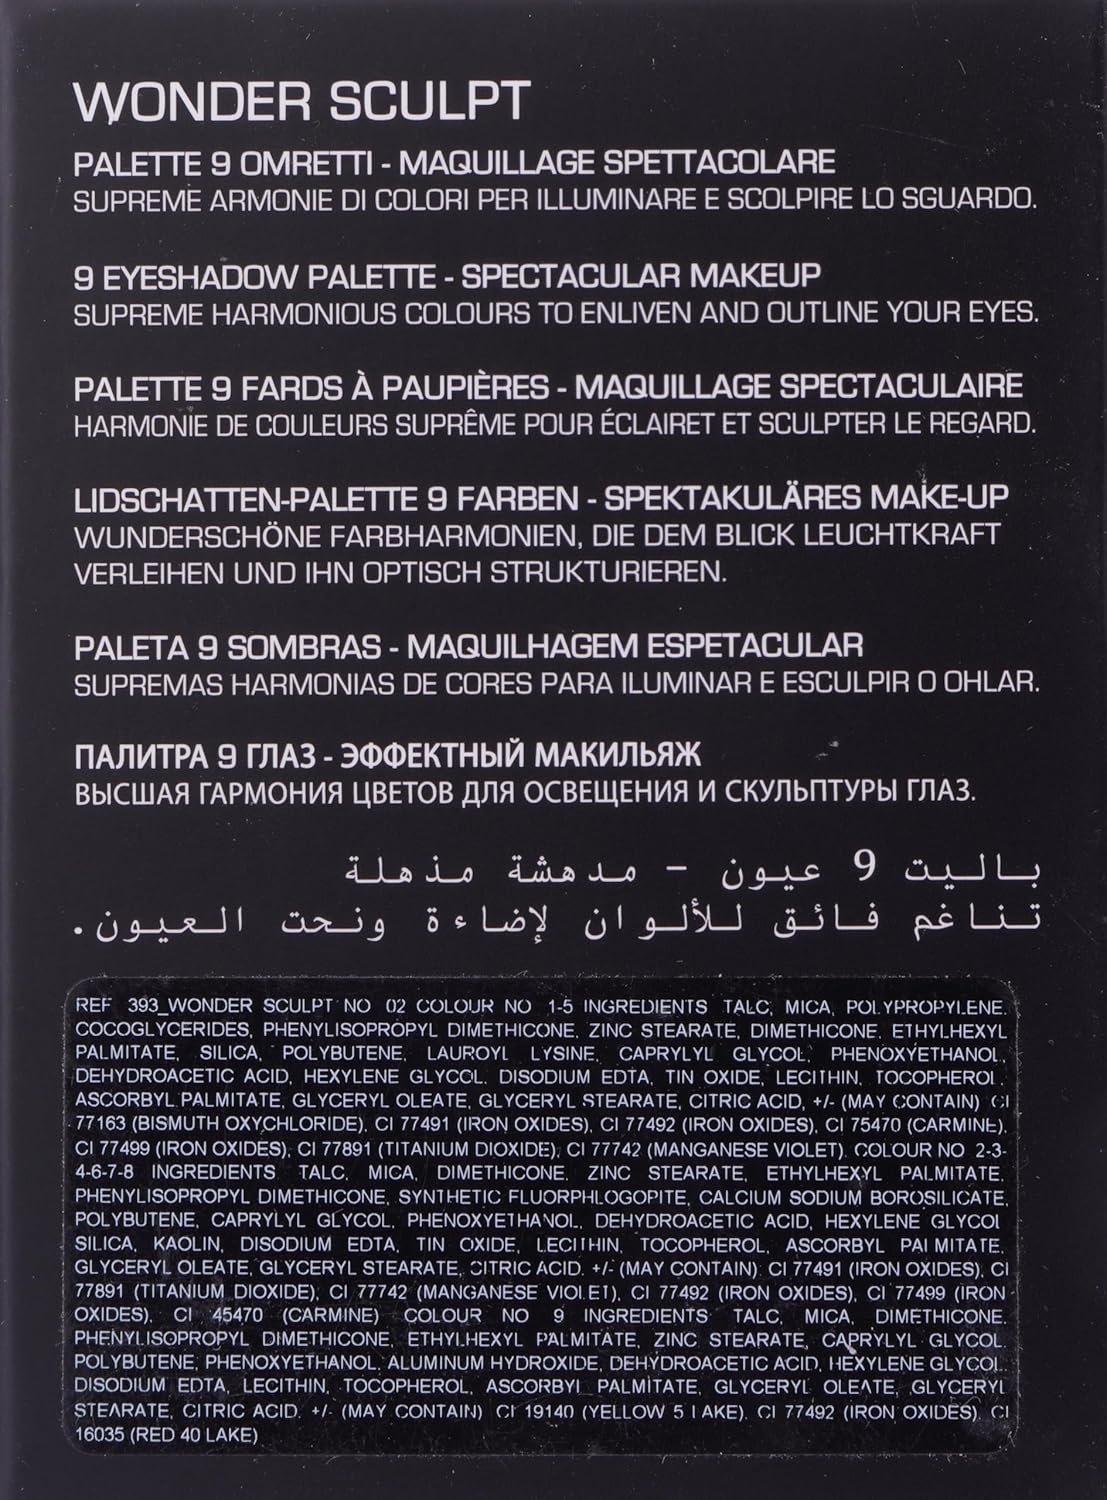 WONDER SCULPT
PALETTE 9 OMRETTI - MAQUILLAGE SPETTACOLARE
SUPREME ARMONIE DI COLORI PER ILLUMINARE E SCOLPIRE LO SGUARDO.
9 EYESHADOW PALETTE - SPECTACULAR MAKEUP
SUPREME HARMONIOUS COLOURS TO ENLIVEN AND OUTLINE YOUR EYES.
PALETTE 9 FARDS À PAUPIÈRES - MAQUILLAGE SPECTACULAIRE
HARMONIE DE COULEURS SUPRÊME POUR ÉCLAIRET ET SCULPTER LE REGARD.
LIDSCHATTEN-PALETTE 9 FARBEN - SPEKTAKULÄRES MAKE-UP
WUNDERSCHÖNE FARBHARMONIEN, DIE DEM BLICK LEUCHTKRAFT
VERLEIHEN UND IHN OPTISCH STRUKTURIEREN.
PALETA 9 SOMBRAS - MAQUILHAGEM ESPETACULAR
SUPREMAS HARMONIAS DE CORES PARA ILUMINAR E ESCULPIR O OHLAR.
ПАЛИТРА 9 ГЛАЗ - ЭФФЕКТНЫЙ МАКИЛЬЯЖ
ВЫСШАЯ ГАРМОНИЯ ЦВЕТОВ ДЛЯ ОСВЕЩЕНИЯ И СКУЛЬПТУРЫ ГЛАЗ.
باليت 9 عيون - مدهشة مذهلة
تناغم فائق للألوان لإضاءة ونحت العيون.
REF 393_WONDER SCULPT NO 02 COLOUR NO 1-5 INGREDIENTS TALC, MICA, POLYPROPYLENE,
COCOGLYCERIDES, PHENYLISOPROPYL DIMETHICONE, ZINC STEARATE, DIMETHICONE, ETHYLHEXYL
PALMITATE, SILICA, POLYBUTENE, LAUROYL LYSINE, CAPRYLYL GLYCOL, PHENOXYETHANOL,
DEHYDROACETIC ACID, HEXYLENE GLYCOL, DISODIUM EDTA, TIN OXIDE, LECITHIN, TOCOPHEROL,
ASCORBYL PALMITATE, GLYCERYL OLEATE, GLYCERYL STEARATE, CITRIC ACID, +/- (MAY CONTAIN) CI
77163 (BISMUTH OXYCHLORIDE), CI 77491 (IRON OXIDES), CI 77492 (IRON OXIDES), CI 75470 (CARMINE),
CI 77499 (IRON OXIDES), CI 77891 (TITANIUM DIOXIDE), CI 77742 (MANGANESE VIOLET). COLOUR NO 2-3-
4-6-7-8 INGREDIENTS TALC, MICA, DIMETHICONE, ZINC STEARATE, ETHYLHEXYL PALMITATE,
PHENYLISOPROPYL DIMETHICONE, SYNTHETIC FLUORPHLOGOPITE, CALCIUM SODIUM BOROSILICATE,
POLYBUTENE, CAPRYLYL GLYCOL, PHENOXYETHANOL, DEHYDROACETIC ACID, HEXYLENE GLYCOL
SILICA, KAOLIN, DISODIUM EDTA, TIN OXIDE, LECITHIN, TOCOPHEROL, ASCORBYL PALMITATE,
GLYCERYL OLEATE, GLYCERYL STEARATE, CITRIC ACID. +/- (MAY CONTAIN) CI 77491 (IRON OXIDES), CI
77891 (TITANIUM DIOXIDE), CI 77742 (MANGANESE VIOLET), CI 77492 (IRON OXIDES), CI 77499 (IRON
OXIDES), CI 45470 (CARMINE) COLOUR NO 9 INGREDIENTS TALC, MICA, DIMETHICONE,
PHENYLISOPROPYL DIMETHICONE, ETHYLHEXYL PALMITATE, ZINC STEARATE, CAPRYLYL GLYCOL
POLYBUTENE, PHENOXYETHANOL, ALUMINUM HYDROXIDE, DEHYDROACETIC ACID, HEXYLENE GLYCOL,
DISODIUM EDTA, LECITHIN, TOCOPHEROL, ASCORBYL PALMITATE, GLYCERYL OLEATE, GLYCERYL
STEARATE, CITRIC ACID. +/- (MAY CONTAIN) CI 19140 (YELLOW 5 LAKE), CI 77492 (IRON OXIDES), CI
16035 (RED 40 LAKE)